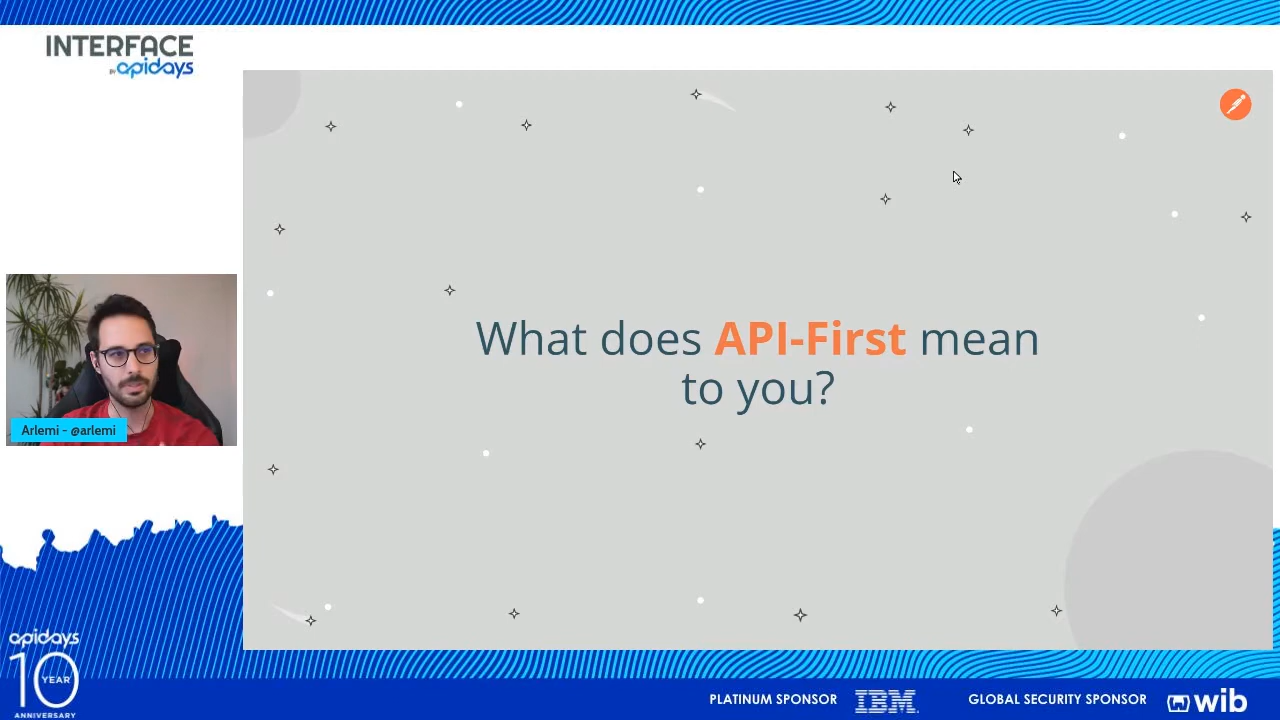 INTERFACE
BY apidays
What does API-First mean
to you?
Arlemi - @arlemi
apidays
10
YEAR
ANNIVERSARY
PLATINUM SPONSOR
IBM
GLOBAL SECURITY SPONSOR
wib